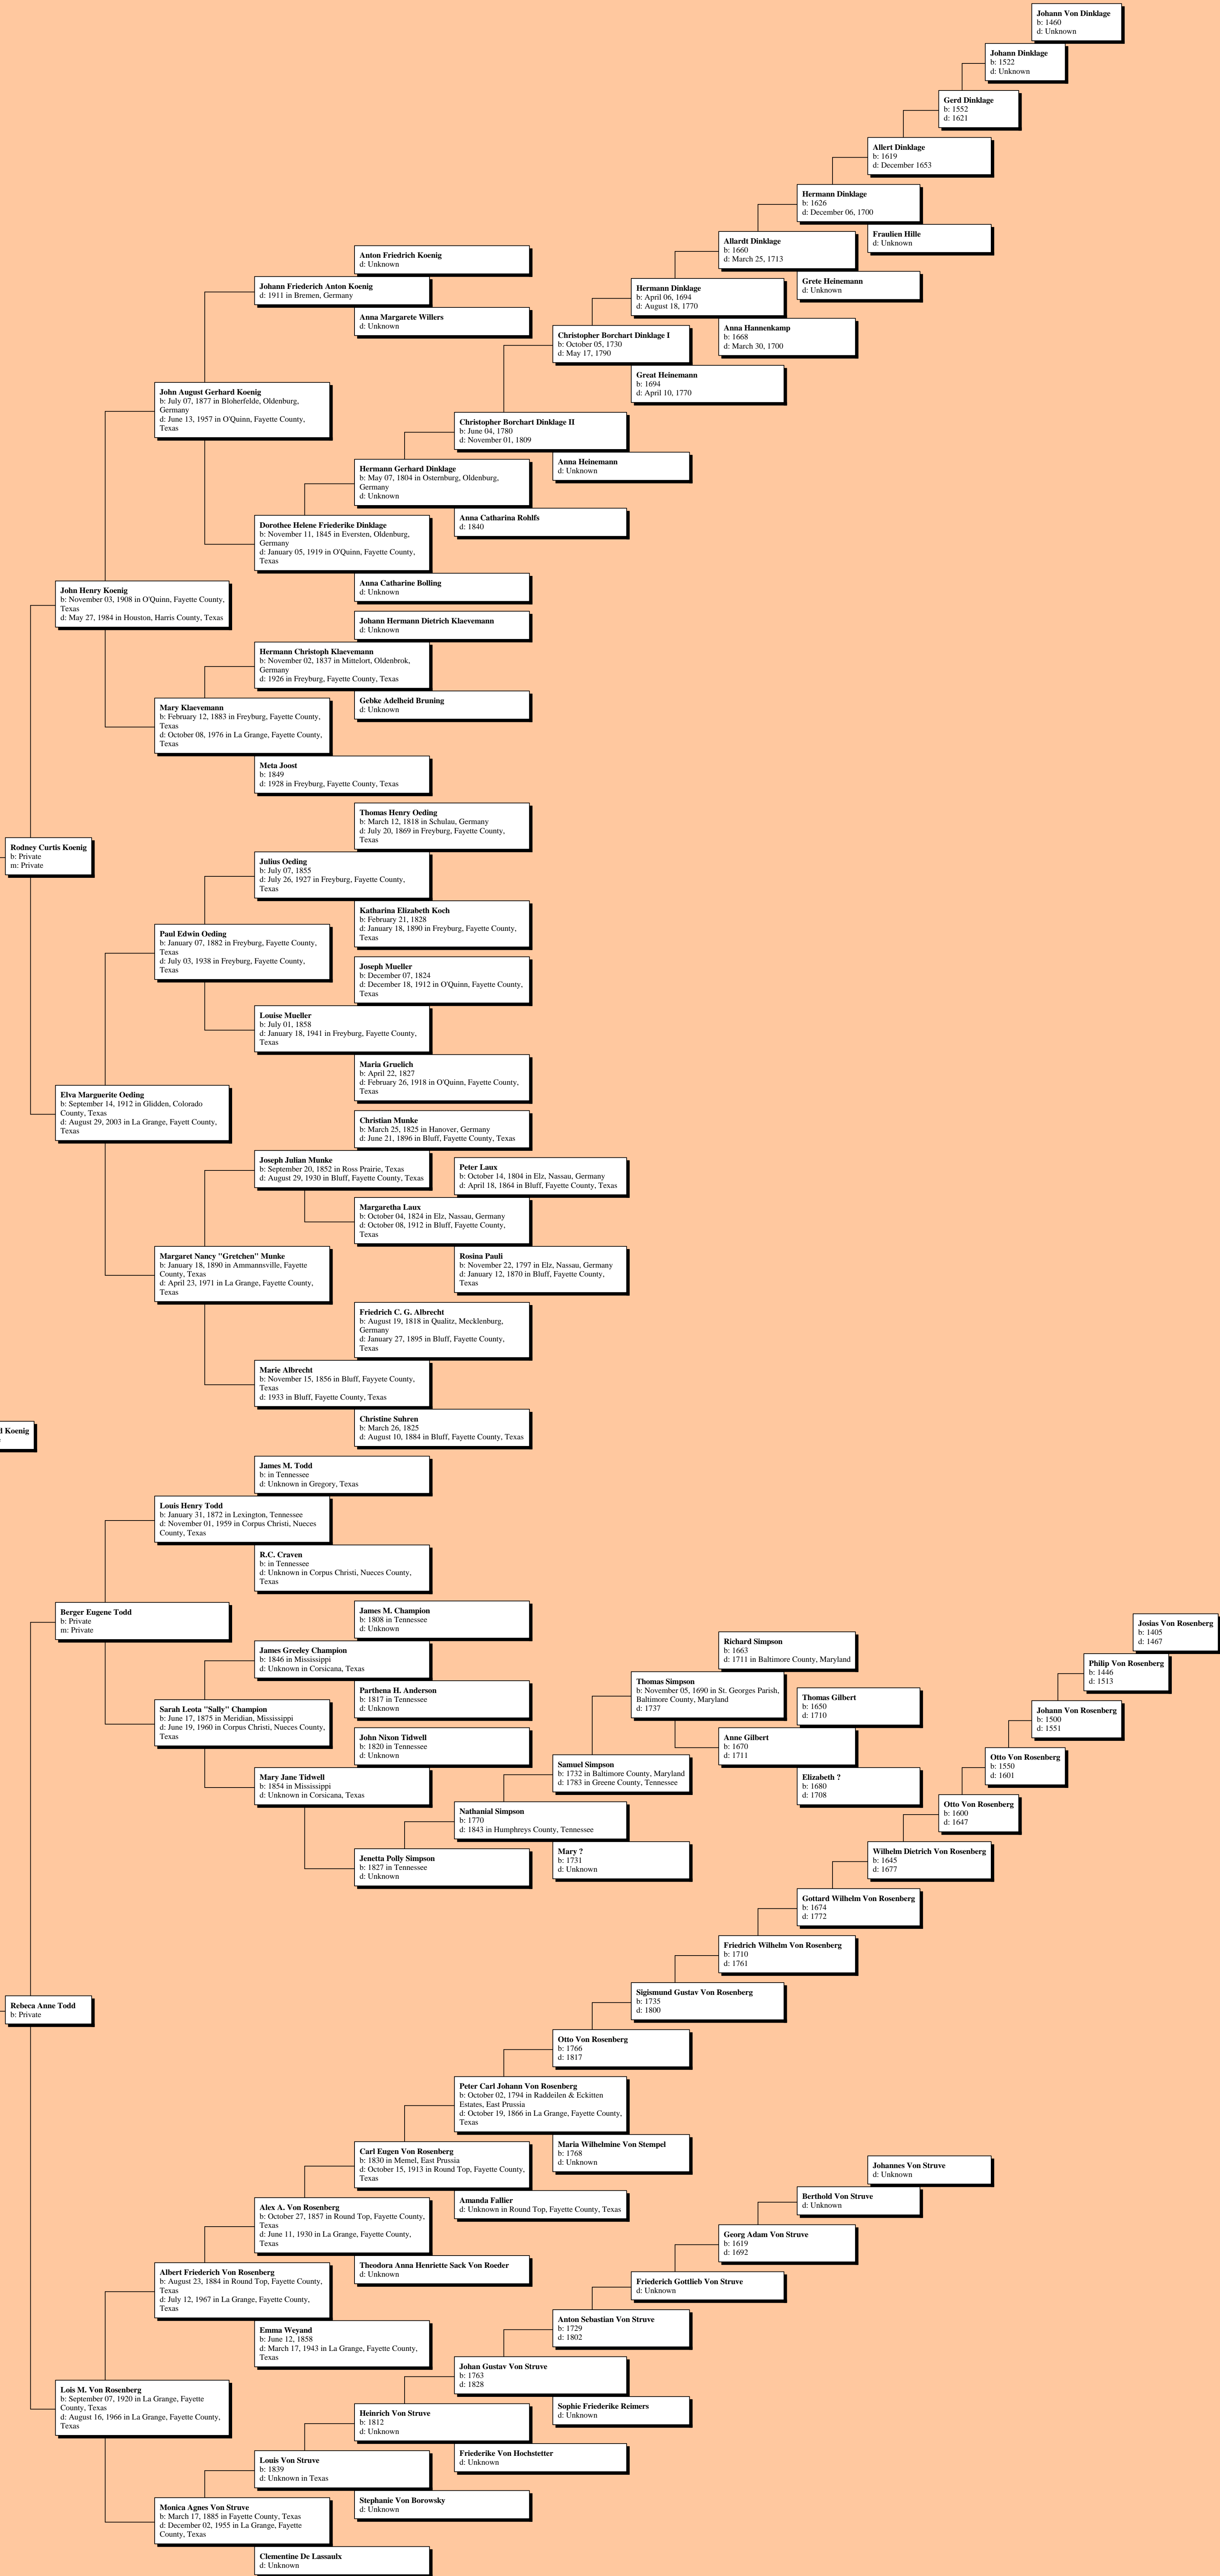 Johann Von Dinklage
b: 1460
d: Unknown
Johann Dinklage
b: 1522
d: Unknown
Gerd Dinklage
b: 1552
d: 1621
Allert Dinklage
b: 1619
d: December 1653
Hermann Dinklage
b: 1626
d: December 06, 1700
Fraulien Hille
d: Unknown
Allardt Dinklage
b: 1660
d: March 25, 1713
Grete Heinemann
d: Unknown
Hermann Dinklage
b: April 06, 1694
d: August 18, 1770
Anna Hannenkamp
b: 1668
d: March 30, 1700
Christopher Borchart Dinklage I
b: October 05, 1730
d: May 17, 1790
Great Heinemann
b: 1694
d: April 10, 1770
Anton Friedrich Koenig
d: Unknown
Johann Friederich Anton Koenig
d: 1911 in Bremen, Germany
Anna Margarete Willers
d: Unknown
John August Gerhard Koenig
b: July 07, 1877 in Bloherfelde, Oldenburg,
Germany
d: June 13, 1957 in O'Quinn, Fayette County,
Texas
Christopher Borchart Dinklage II
b: June 04, 1780
d: November 01, 1809
Anna Heinemann
d: Unknown
Hermann Gerhard Dinklage
b: May 07, 1804 in Osternburg, Oldenburg,
Germany
d: Unknown
Anna Catharina Rohlfs
d: 1840
Dorothee Helene Friederike Dinklage
b: November 11, 1845 in Eversten, Oldenburg,
Germany
d: January 05, 1919 in O'Quinn, Fayette County,
Texas
Anna Catharine Bolling
d: Unknown
John Henry Koenig
b: November 03, 1908 in O'Quinn, Fayette County,
Texas
d: May 27, 1984 in Houston, Harris County, Texas
Johann Hermann Dietrich Klaevemann
d: Unknown
Hermann Christoph Klaevemann
b: November 02, 1837 in Mittelort, Oldenbrok,
Germany
d: 1926 in Freyburg, Fayette County, Texas
Gebke Adelheid Bruning
d: Unknown
Mary Klaevemann
b: February 12, 1883 in Freyburg, Fayette County,
Texas
d: October 08, 1976 in La Grange, Fayette County,
Texas
Meta Joost
b: 1849
d: 1928 in Freyburg, Fayette County, Texas
Rodney Curtis Koenig
b: Private
m: Private
Thomas Henry Oeding
b: March 12, 1818 in Schulau, Germany
d: July 20, 1869 in Freyburg, Fayette County,
Texas
Julius Oeding
b: July 07, 1855
d: July 26, 1927 in Freyburg, Fayette County,
Texas
Katharina Elizabeth Koch
b: February 21, 1828
d: January 18, 1890 in Freyburg, Fayette County,
Texas
Paul Edwin Oeding
b: January 07, 1882 in Freyburg, Fayette County,
Texas
d: July 03, 1938 in Freyburg, Fayette County,
Texas
Joseph Mueller
b: December 07, 1824
d: December 18, 1912 in O'Quinn, Fayette County,
Texas
Louise Mueller
b: July 01, 1858
d: January 18, 1941 in Freyburg, Fayette County,
Texas
Maria Gruelich
b: April 22, 1827
d: February 26, 1918 in O'Quinn, Fayette County,
Texas
Elva Marguerite Oeding
b: September 14, 1912 in Glidden, Colorado
County, Texas
d: August 29, 2003 in La Grange, Fayett County,
Texas
Christian Munke
b: March 25, 1825 in Hanover, Germany
d: June 21, 1896 in Bluff, Fayette County, Texas
Joseph Julian Munke
b: September 20, 1852 in Ross Prairie, Texas
d: August 29, 1930 in Bluff, Fayette County, Texas
Peter Laux
b: October 14, 1804 in Elz, Nassau, Germany
d: April 18, 1864 in Bluff, Fayette County, Texas
Margaretha Laux
b: October 04, 1824 in Elz, Nassau, Germany
d: October 08, 1912 in Bluff, Fayette County,
Texas
Rosina Pauli
b: November 22, 1797 in Elz, Nassau, Germany
d: January 12, 1870 in Bluff, Fayette County,
Texas
Margaret Nancy "Gretchen" Munke
b: January 18, 1890 in Ammannsville, Fayette
County, Texas
d: April 23, 1971 in La Grange, Fayette County,
Texas
Friedrich C. G. Albrecht
b: August 19, 1818 in Qualitz, Mecklenburg,
Germany
d: January 27, 1895 in Bluff, Fayette County,
Texas
Marie Albrecht
b: November 15, 1856 in Bluff, Fayyete County,
Texas
d: 1933 in Bluff, Fayette County, Texas
Christine Suhren
b: March 26, 1825
d: August 10, 1884 in Bluff, Fayette County, Texas
d Koenig
James M. Todd
b: in Tennessee
d: Unknown in Gregory, Texas
Louis Henry Todd
b: January 31, 1872 in Lexington, Tennessee
d: November 01, 1959 in Corpus Christi, Nueces
County, Texas
R.C. Craven
b: in Tennessee
d: Unknown in Corpus Christi, Nueces County,
Texas
Berger Eugene Todd
b: Private
m: Private
James M. Champion
b: 1808 in Tennessee
d: Unknown
James Greeley Champion
b: 1846 in Mississippi
d: Unknown in Corsicana, Texas
Parthena H. Anderson
b: 1817 in Tennessee
d: Unknown
Sarah Leota "Sally" Champion
b: June 17, 1875 in Meridian, Mississippi
d: June 19, 1960 in Corpus Christi, Nueces County,
Texas
John Nixon Tidwell
b: 1820 in Tennessee
d: Unknown
Mary Jane Tidwell
b: 1854 in Mississippi
d: Unknown in Corsicana, Texas
Richard Simpson
b: 1663
d: 1711 in Baltimore County, Maryland
Thomas Simpson
b: November 05, 1690 in St. Georges Parish,
Baltimore County, Maryland
d: 1737
Thomas Gilbert
b: 1650
d: 1710
Anne Gilbert
b: 1670
d: 1711
Elizabeth ?
b: 1680
d: 1708
Samuel Simpson
b: 1732 in Baltimore County, Maryland
d: 1783 in Greene County, Tennessee
Nathanial Simpson
b: 1770
d: 1843 in Humphreys County, Tennessee
Mary ?
b: 1731
d: Unknown
Jenetta Polly Simpson
b: 1827 in Tennessee
d: Unknown
Josias Von Rosenberg
b: 1405
d: 1467
Philip Von Rosenberg
b: 1446
d: 1513
Johann Von Rosenberg
b: 1500
d: 1551
Otto Von Rosenberg
b: 1550
d: 1601
Otto Von Rosenberg
b: 1600
d: 1647
Wilhelm Dietrich Von Rosenberg
b: 1645
d: 1677
Gottard Wilhelm Von Rosenberg
b: 1674
d: 1772
Friedrich Wilhelm Von Rosenberg
b: 1710
d: 1761
Sigismund Gustav Von Rosenberg
b: 1735
d: 1800
Rebeca Anne Todd
b: Private
Otto Von Rosenberg
b: 1766
d: 1817
Peter Carl Johann Von Rosenberg
b: October 02, 1794 in Raddeilen & Eckitten
Estates, East Prussia
d: October 19, 1866 in La Grange, Fayette County,
Texas
Maria Wilhelmine Von Stempel
b: 1768
d: Unknown
Carl Eugen Von Rosenberg
b: 1830 in Memel, East Prussia
d: October 15, 1913 in Round Top, Fayette County,
Texas
Amanda Fallier
d: Unknown in Round Top, Fayette County, Texas
Alex A. Von Rosenberg
b: October 27, 1857 in Round Top, Fayette County,
Texas
d: June 11, 1930 in La Grange, Fayette County,
Texas
Theodora Anna Henriette Sack Von Roeder
d: Unknown
Albert Friederich Von Rosenberg
b: August 23, 1884 in Round Top, Fayette County,
Texas
d: July 12, 1967 in La Grange, Fayette County,
Texas
Emma Weyand
b: June 12, 1858
d: March 17, 1943 in La Grange, Fayette County,
Texas
Johannes Von Struve
d: Unknown
Berthold Von Struve
d: Unknown
Georg Adam Von Struve
b: 1619
d: 1692
Friederich Gottlieb Von Struve
d: Unknown
Anton Sebastian Von Struve
b: 1729
d: 1802
Johan Gustav Von Struve
b: 1763
d: 1828
Sophie Friederike Reimers
d: Unknown
Lois M. Von Rosenberg
b: September 07, 1920 in La Grange, Fayette
County, Texas
d: August 16, 1966 in La Grange, Fayette County,
Texas
Heinrich Von Struve
b: 1812
d: Unknown
Friederike Von Hochstetter
d: Unknown
Louis Von Struve
b: 1839
d: Unknown in Texas
Stephanie Von Borowsky
d: Unknown
Monica Agnes Von Struve
b: March 17, 1885 in Fayette County, Texas
d: December 02, 1955 in La Grange, Fayette
County, Texas
Clementine De Lassaulx
d: Unknown